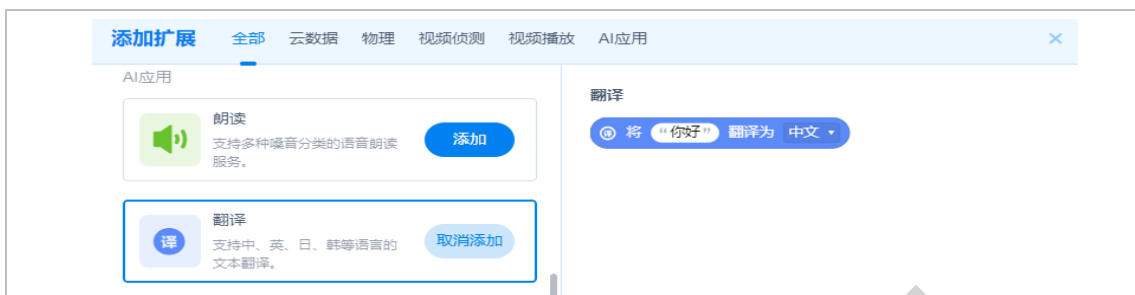 添加扩展 全部 云数据 物理 视频侦测 视频播放 AI应用 ×
AI应用
朗读
支持多种嗓音分类的语音朗读
服务。
添加
翻译
支持中、英、日、韩等语言的
文本翻译。
译
取消添加
翻译
译 将 “你好” 翻译为 中文